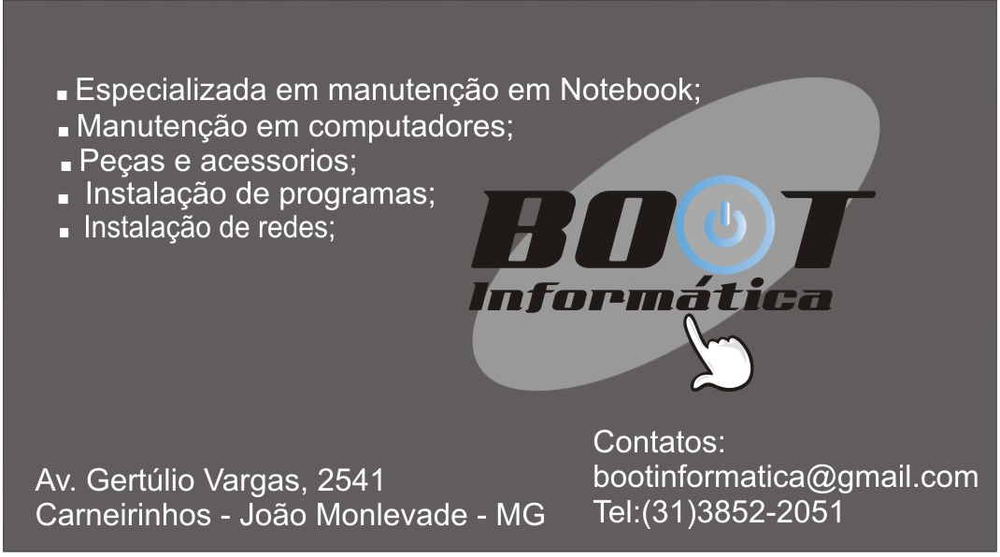 Especializada em manutenção em Notebook;
Manutenção em computadores;
Peças e acessorios;
Instalação de programas;
Instalação de redes;
BOOT
Informática
Contatos:
bootinformatica@gmail.com
Tel:(31)3852-2051
Av. Gertúlio Vargas, 2541
Carneirinhos - João Monlevade - MG